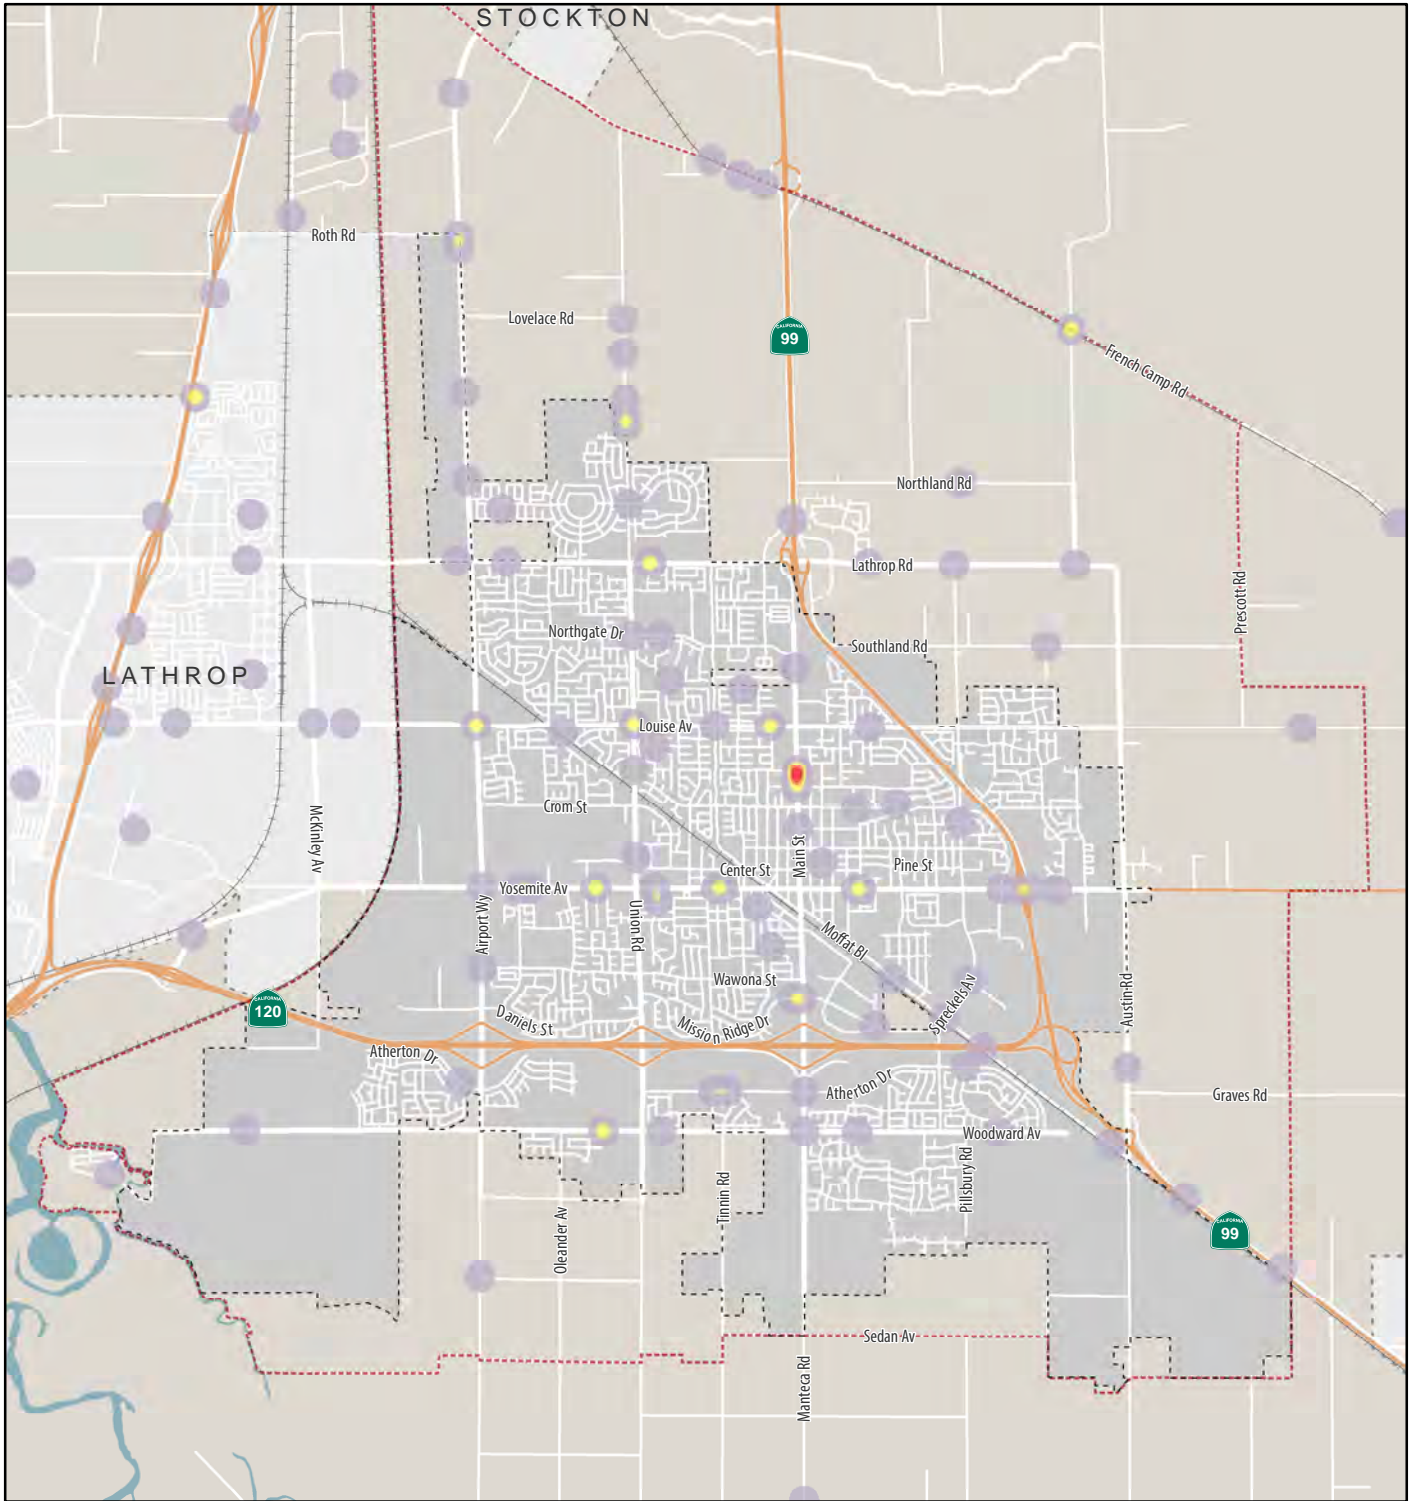 STOCKTON
Roth Rd
Lovelace Rd
CALIFORNIA
99
French Camp Rd
Northland Rd
Lathrop Rd
Prescott Rd
Northgate Dr
Southland Rd
LATHROP
Louise Av
Crom St
McKinley Av
Main St
Pine St
Center St
Yosemite Av
Airport Wy
Union Rd
Moffat Bl
Wawona St
Spreckels Av
Austin Rd
CALIFORNIA
120
Daniels St
Mission Ridge Dr
Atherton Dr
Atherton Dr
Graves Rd
Woodward Av
Pillsbury Rd
Tinnin Rd
Oleander Av
CALIFORNIA
99
Sedan Av
Manteca Rd